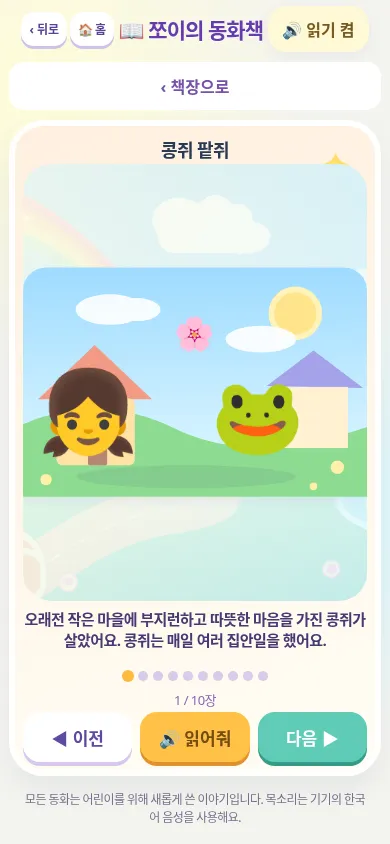 ‹ 뒤로
🏠 홈
📖 쪼이의 동화책
🔊 읽기 켬
‹ 책장으로
콩쥐 팥쥐
오래전 작은 마을에 부지런하고 따뜻한 마음을 가진 콩쥐가
살았어요. 콩쥐는 매일 여러 집안일을 했어요.
1 / 10장
◀ 이전
🔊 읽어줘
다음 ▶
모든 동화는 어린이를 위해 새롭게 쓴 이야기입니다. 목소리는 기기의 한국
어 음성을 사용해요.